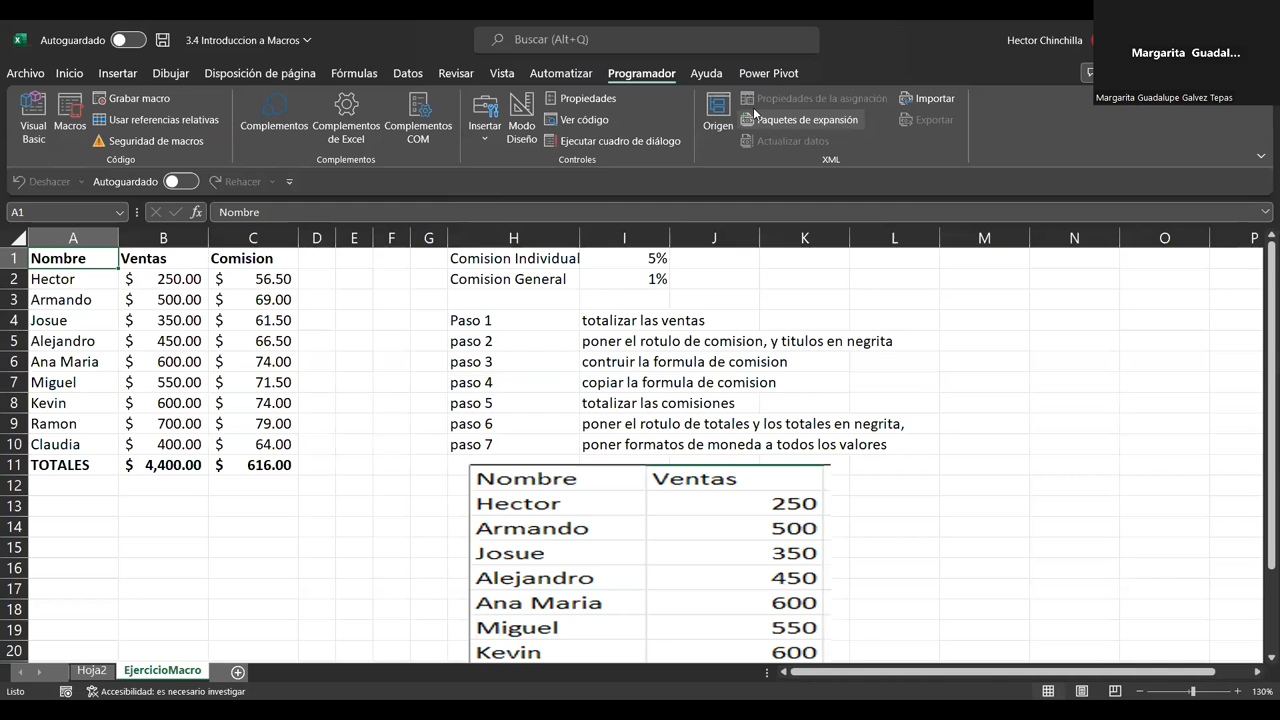 Autoguardado
3.4 Introduccion a Macros
Buscar (Alt+Q)
Hector Chinchilla
Margarita Guadal...
Margarita Guadalupe Galvez Tepas
Archivo Inicio Insertar Dibujar Disposición de página Fórmulas Datos Revisar Vista Automatizar Programador Ayuda Power Pivot
Visual Basic
Macros
Grabar macro
Usar referencias relativas
Seguridad de macros
Código
Complementos
Complementos de Excel
Complementos COM
Complementos
Insertar
Modo Diseño
Propiedades
Ver código
Ejecutar cuadro de diálogo
Controles
Origen
Propiedades de la asignación
Paquetes de expansión
Actualizar datos
Importar
Exportar
XML
Deshacer Autoguardado Rehacer
A1 fx Nombre
A B C D E F G H I J K L M N O P
1 Nombre Ventas Comision Comision Individual 5%
2 Hector $ 250.00 $ 56.50 Comision General 1%
3 Armando $ 500.00 $ 69.00
4 Josue $ 350.00 $ 61.50 Paso 1 totalizar las ventas
5 Alejandro $ 450.00 $ 66.50 paso 2 poner el rotulo de comision, y titulos en negrita
6 Ana Maria $ 600.00 $ 74.00 paso 3 contruir la formula de comision
7 Miguel $ 550.00 $ 71.50 paso 4 copiar la formula de comision
8 Kevin $ 600.00 $ 74.00 paso 5 totalizar las comisiones
9 Ramon $ 700.00 $ 79.00 paso 6 poner el rotulo de totales y los totales en negrita,
10 Claudia $ 400.00 $ 64.00 paso 7 poner formatos de moneda a todos los valores
11 TOTALES $ 4,400.00 $ 616.00
12
13
14
15
16
17
18
19
20
Nombre Ventas
Hector 250
Armando 500
Josue 350
Alejandro 450
Ana Maria 600
Miguel 550
Kevin 600
Hoja2 EjercicioMacro
Listo Accesibilidad: es necesario investigar 130%